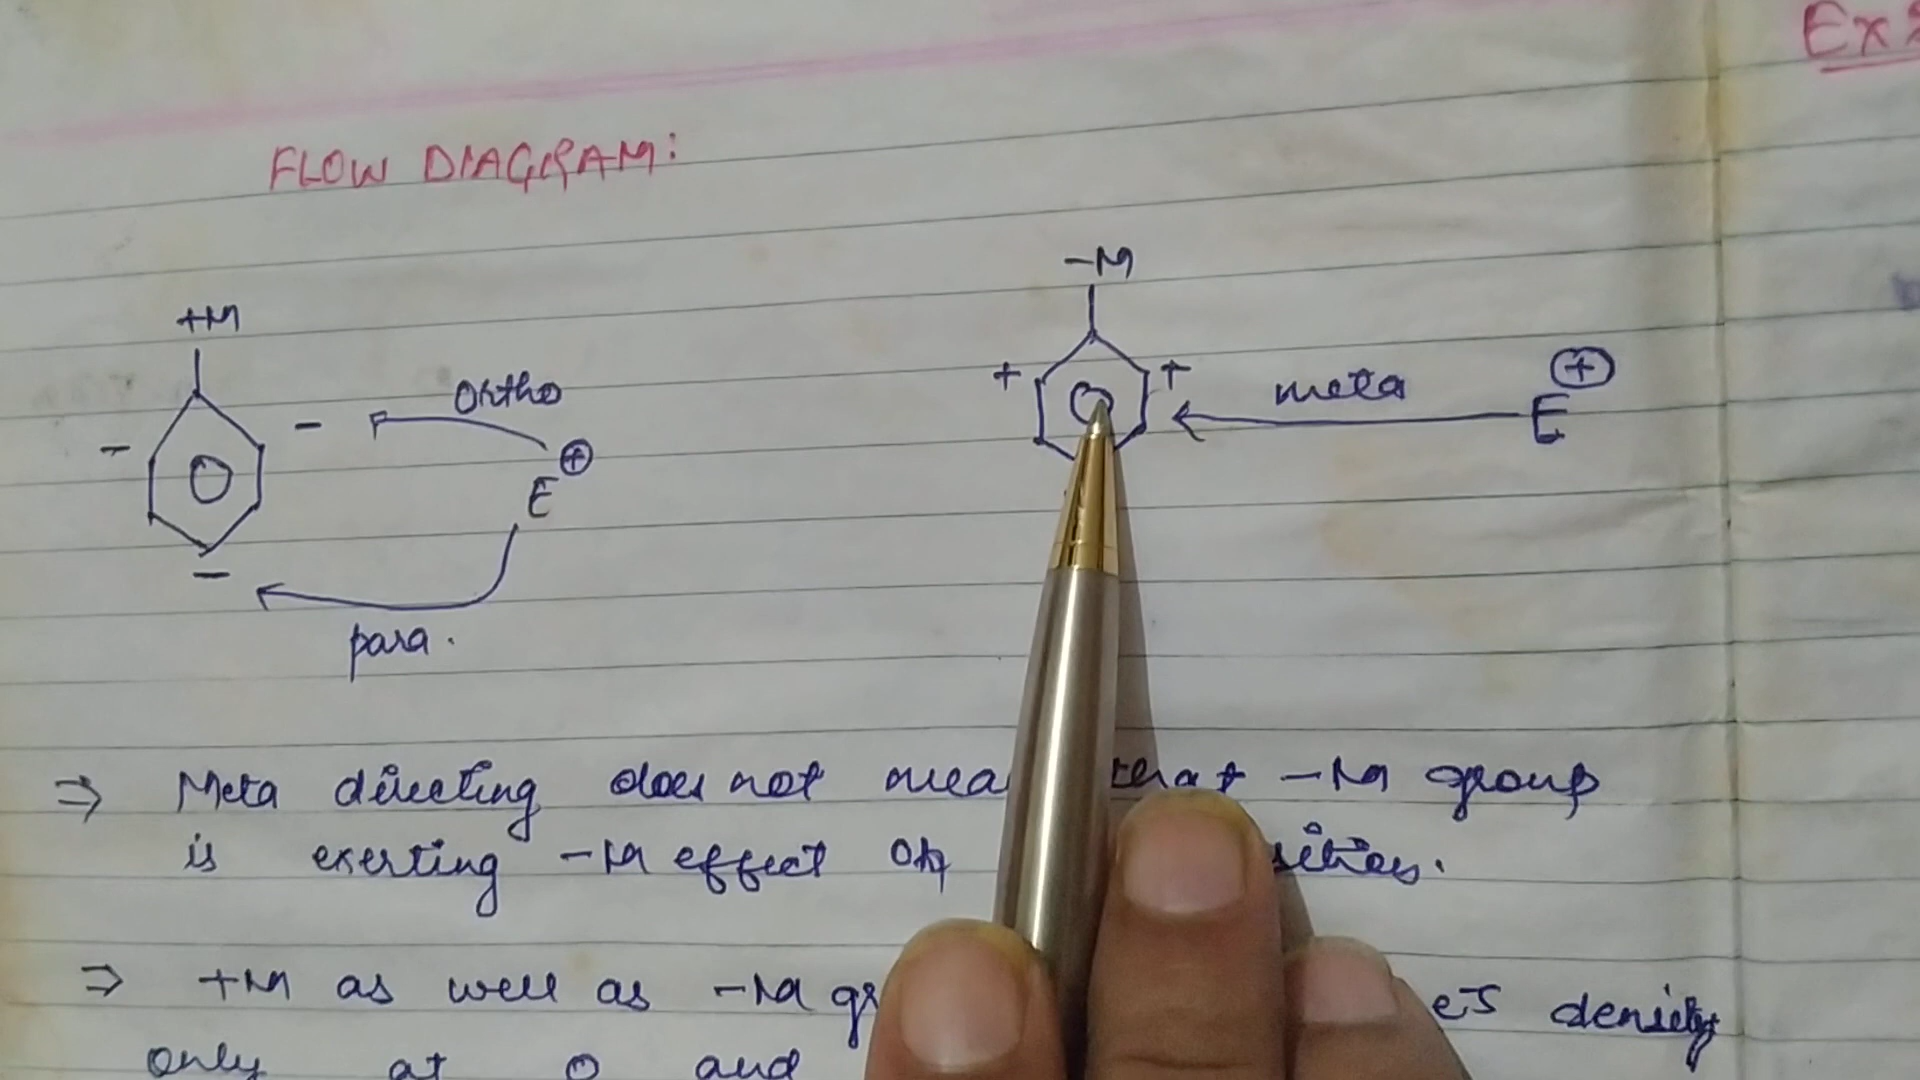 Ex
FLOW DIAGRAM:
-M
+M
+ +
meta
E⊕
Ortho
- -
E⊕
-
para.
⇒ Meta directing does not that -M group
is exerting -M effect on
⇒ +M as well as -M es density
only at o and